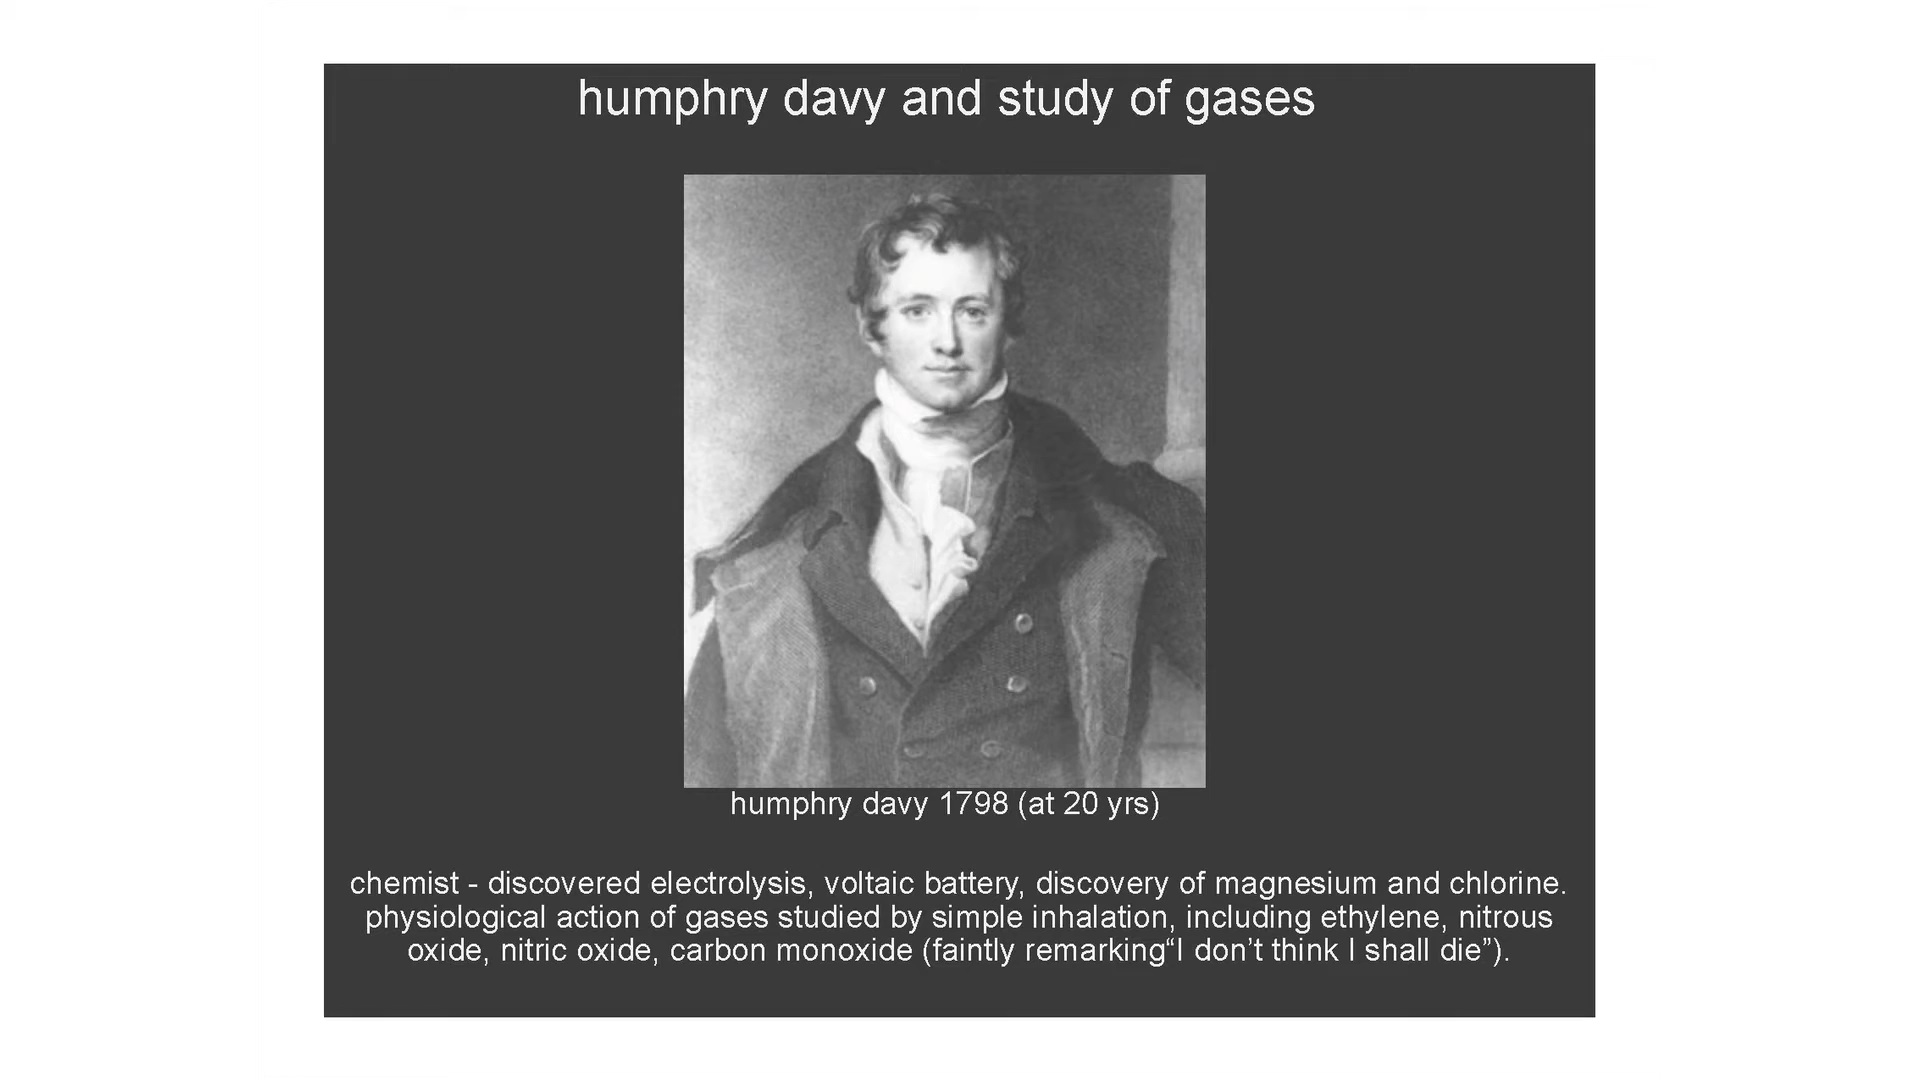 humphry davy and study of gases
humphry davy 1798 (at 20 yrs)
chemist - discovered electrolysis, voltaic battery, discovery of magnesium and chlorine.
physiological action of gases studied by simple inhalation, including ethylene, nitrous
oxide, nitric oxide, carbon monoxide (faintly remarking“I don’t think I shall die”).